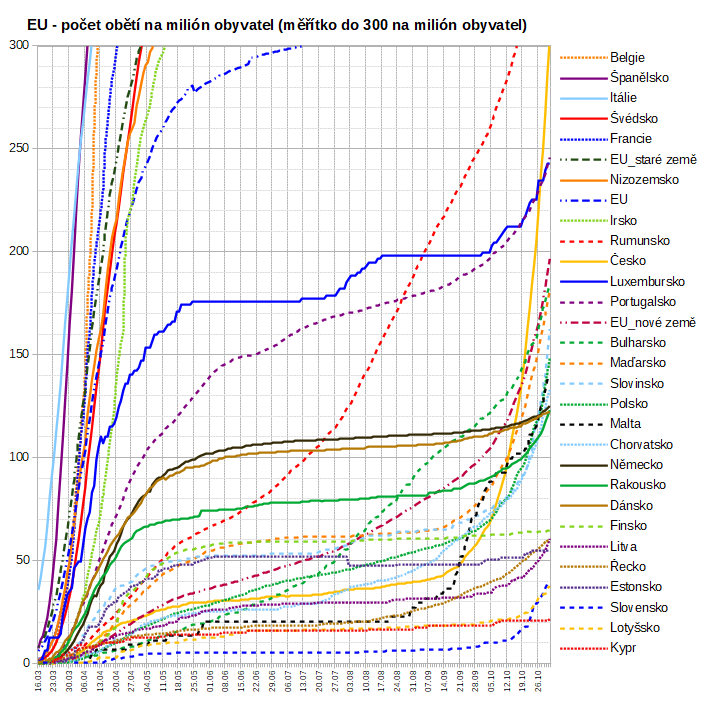 EU - počet obětí na milión obyvatel (měřítko do 300 na milión obyvatel)
300
250
200
150
100
50
0
16.03 23.03 30.03 06.04 13.04 20.04 27.04 04.05 11.05 18.05 25.05 01.06 08.06 15.06 22.06 29.06 06.07 13.07 20.07 27.07 03.08 10.08 17.08 24.08 31.08 07.09 14.09 21.09 28.09 05.10 12.10 19.10 26.10
Belgie
Španělsko
Itálie
Švédsko
Francie
EU_staré země
Nizozemsko
EU
Irsko
Rumunsko
Česko
Luxembursko
Portugalsko
EU_nové země
Bulharsko
Maďarsko
Slovinsko
Polsko
Malta
Chorvatsko
Německo
Rakousko
Dánsko
Finsko
Litva
Řecko
Estonsko
Slovensko
Lotyšsko
Kypr